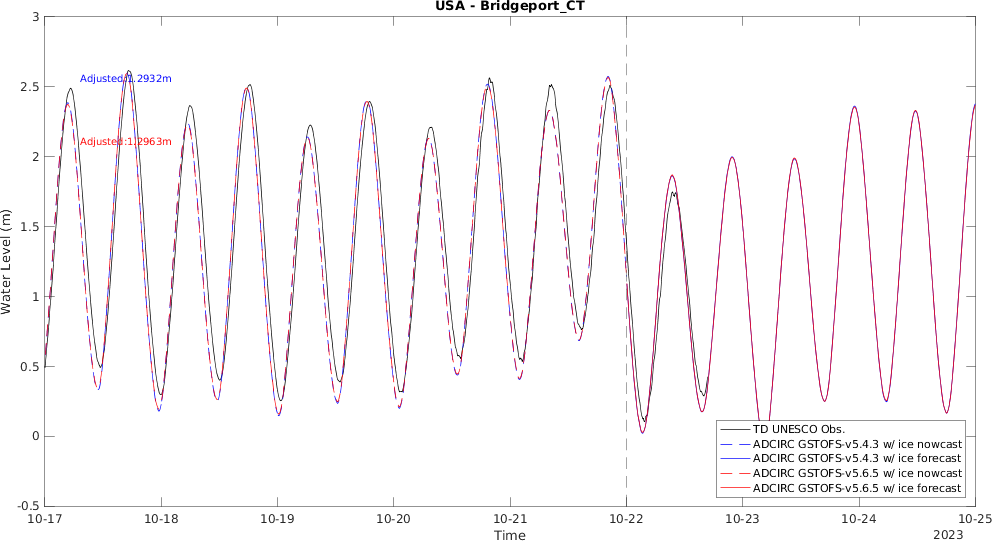 USA - Bridgeport_CT
3
2.5
2
1.5
1
0.5
0
-0.5
Water Level (m)
Adjusted:1.2932m
Adjusted:1.2963m
TD UNESCO Obs.
ADCIRC GSTOFS-v5.4.3 w/ ice nowcast
ADCIRC GSTOFS-v5.4.3 w/ ice forecast
ADCIRC GSTOFS-v5.6.5 w/ ice nowcast
ADCIRC GSTOFS-v5.6.5 w/ ice forecast
10-17 10-18 10-19 10-20 10-21 10-22 10-23 10-24 10-25
Time
2023